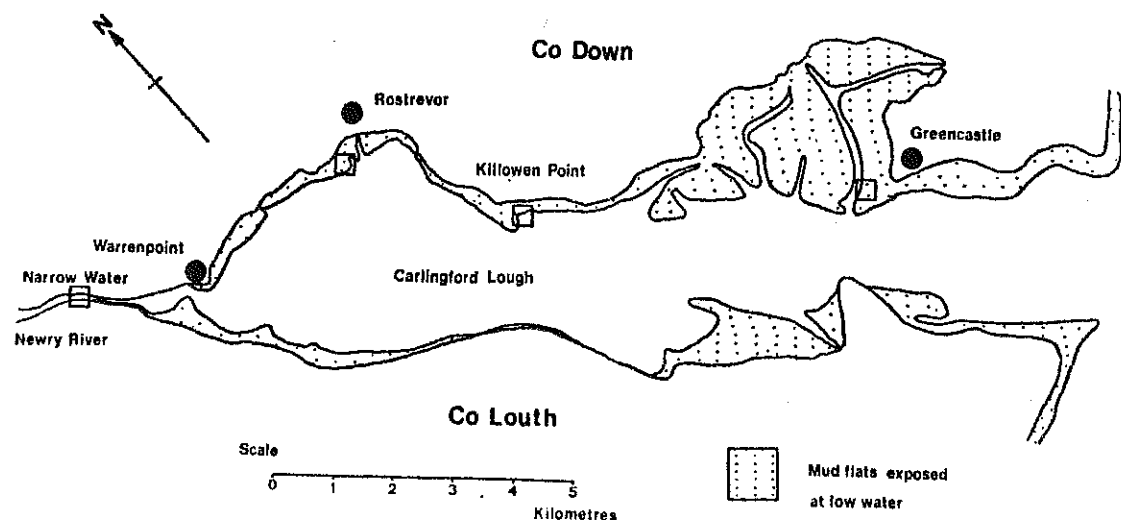 N
Co Down
Rostrevor
Greencastle
Killowen Point
Warrenpoint
Narrow Water
Carlingford Lough
Newry River
Co Louth
Scale
0 1 2 3 4 5
Kilometres
Mud flats exposed
at low water